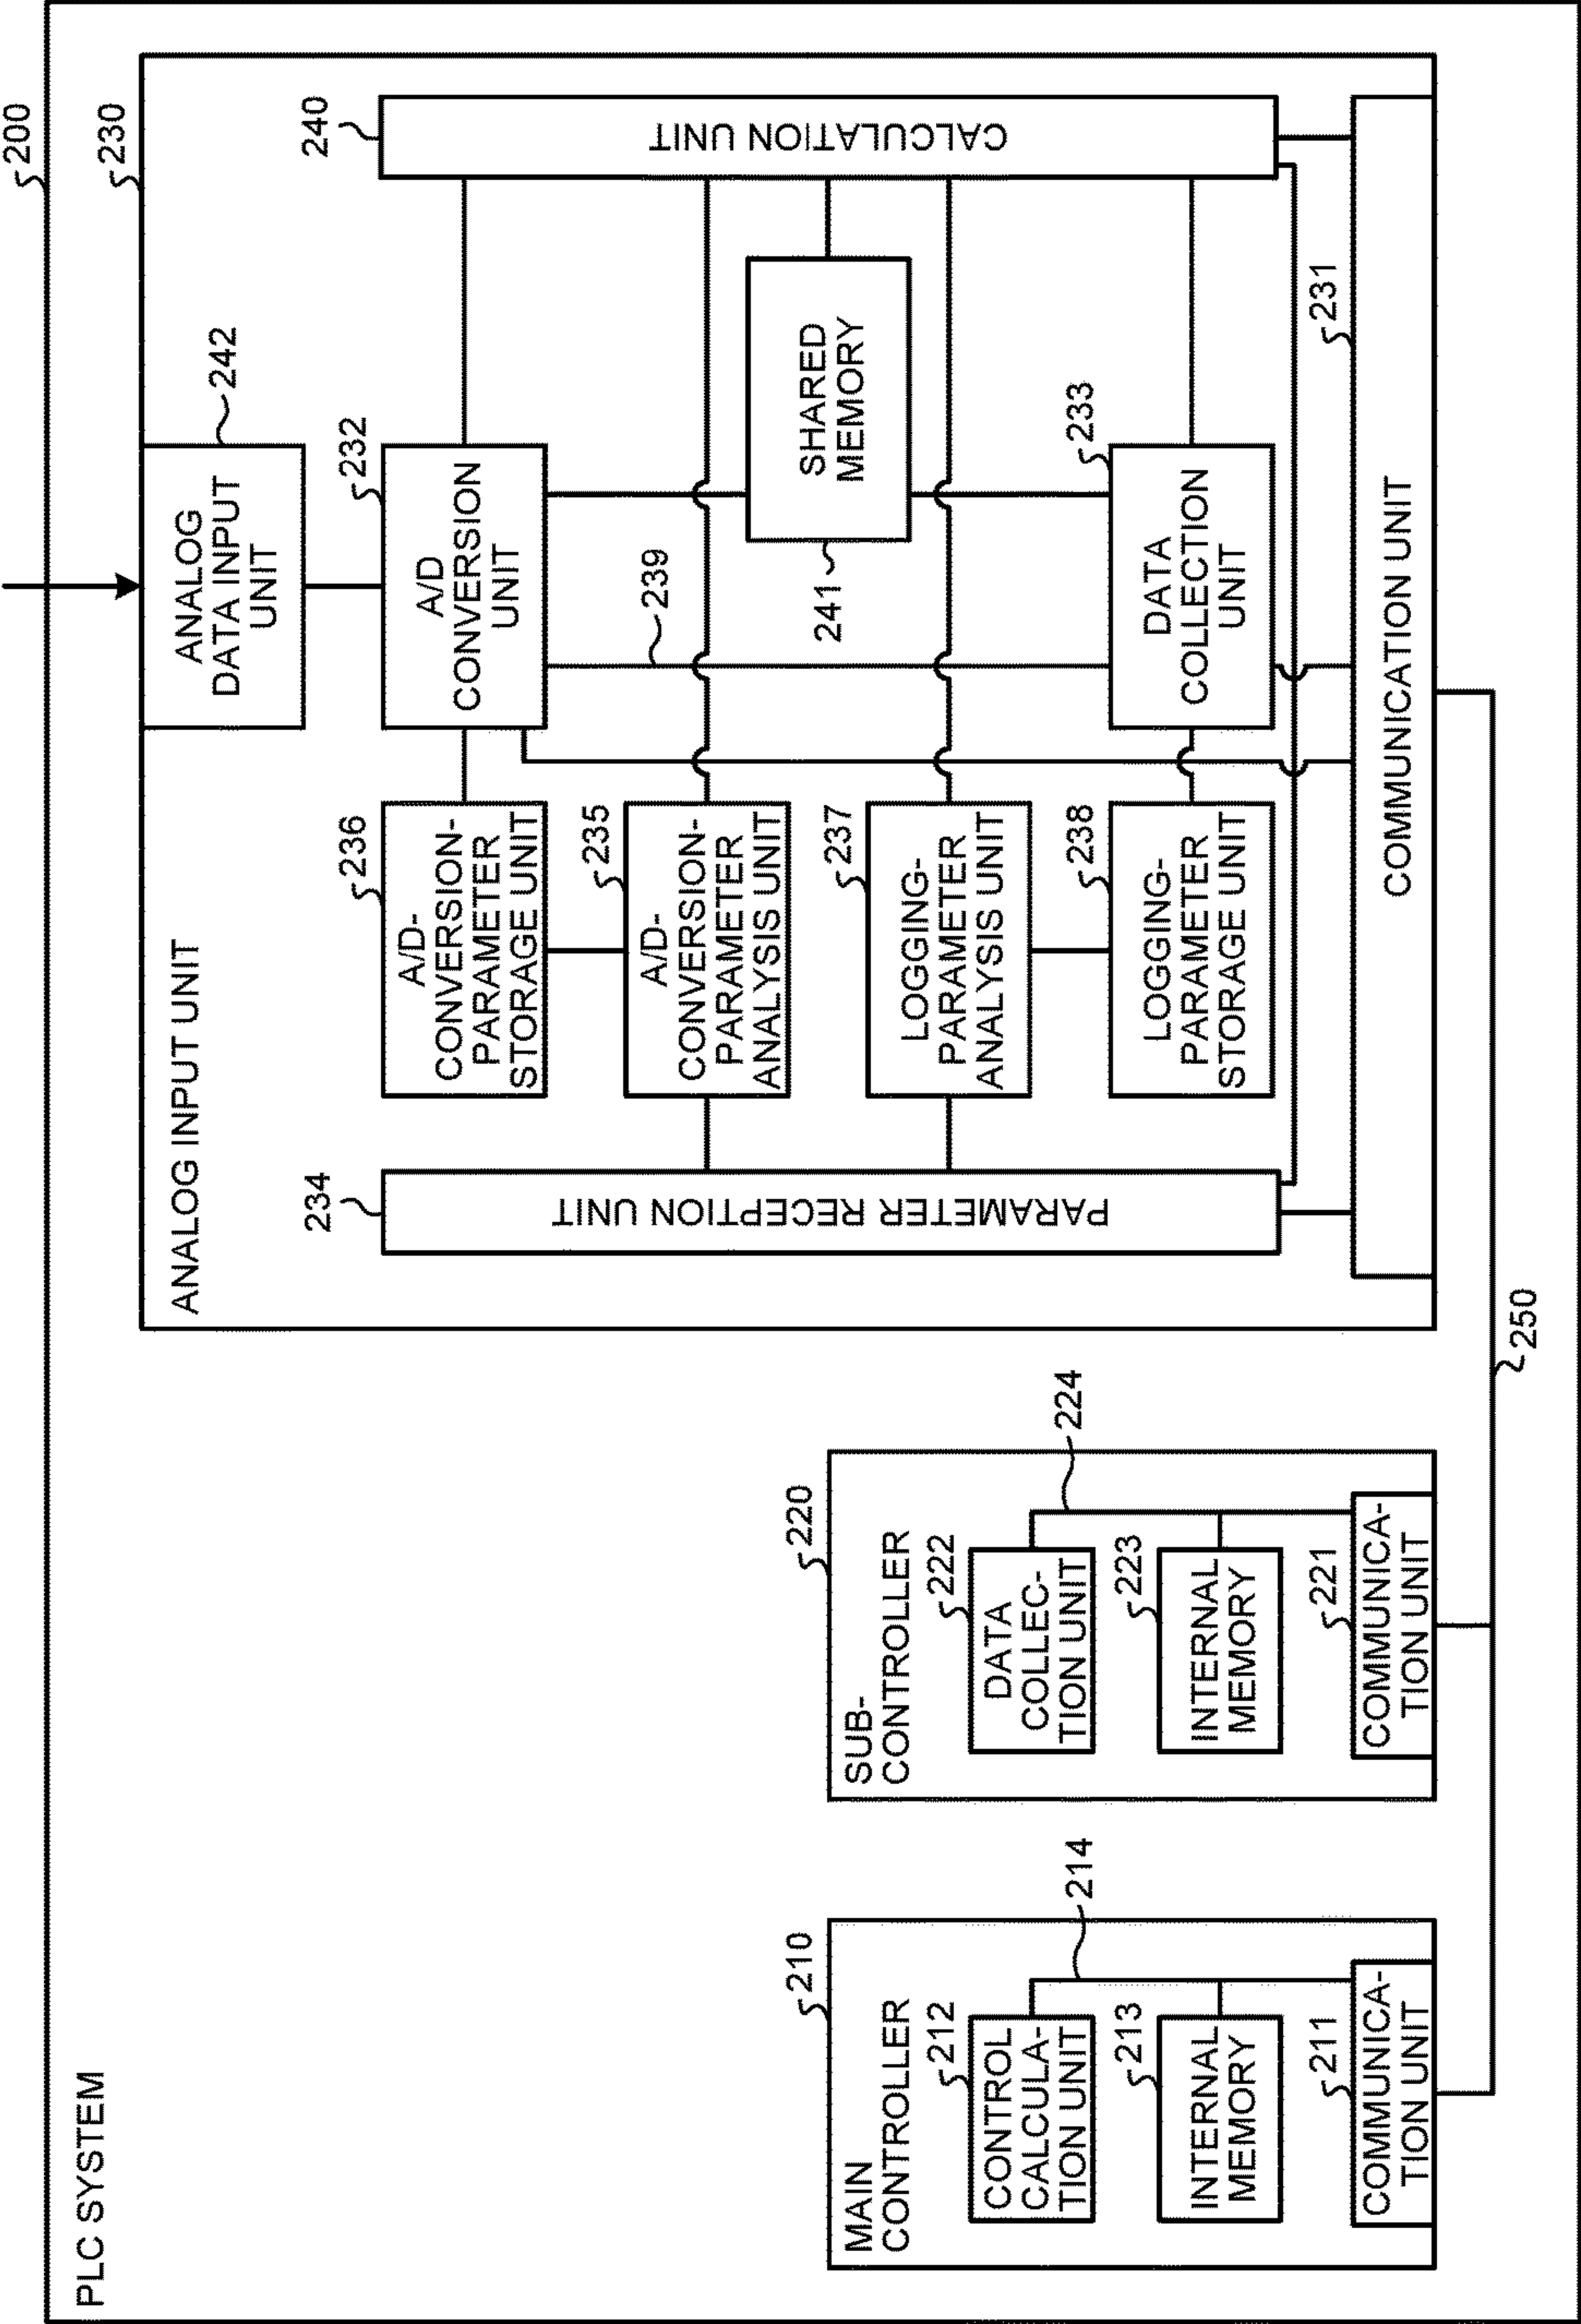 200
PLC SYSTEM
230
ANALOG INPUT UNIT
ANALOG
DATA INPUT
UNIT
242
234
PARAMETER RECEPTION UNIT
236
A/D-
CONVERSION-
PARAMETER
STORAGE UNIT
232
A/D
CONVERSION
UNIT
240
CALCULATION UNIT
235
A/D-
CONVERSION-
PARAMETER
ANALYSIS UNIT
239
SHARED
MEMORY
241
237
LOGGING-
PARAMETER
ANALYSIS UNIT
238
LOGGING-
PARAMETER
STORAGE UNIT
233
DATA
COLLECTION
UNIT
231
COMMUNICATION UNIT
210
MAIN
CONTROLLER
212
CONTROL
CALCULA-
TION UNIT
214
213
INTERNAL
MEMORY
211
COMMUNICA-
TION UNIT
220
SUB-
CONTROLLER
222
DATA
COLLEC-
TION UNIT
224
223
INTERNAL
MEMORY
221
COMMUNICA-
TION UNIT
250